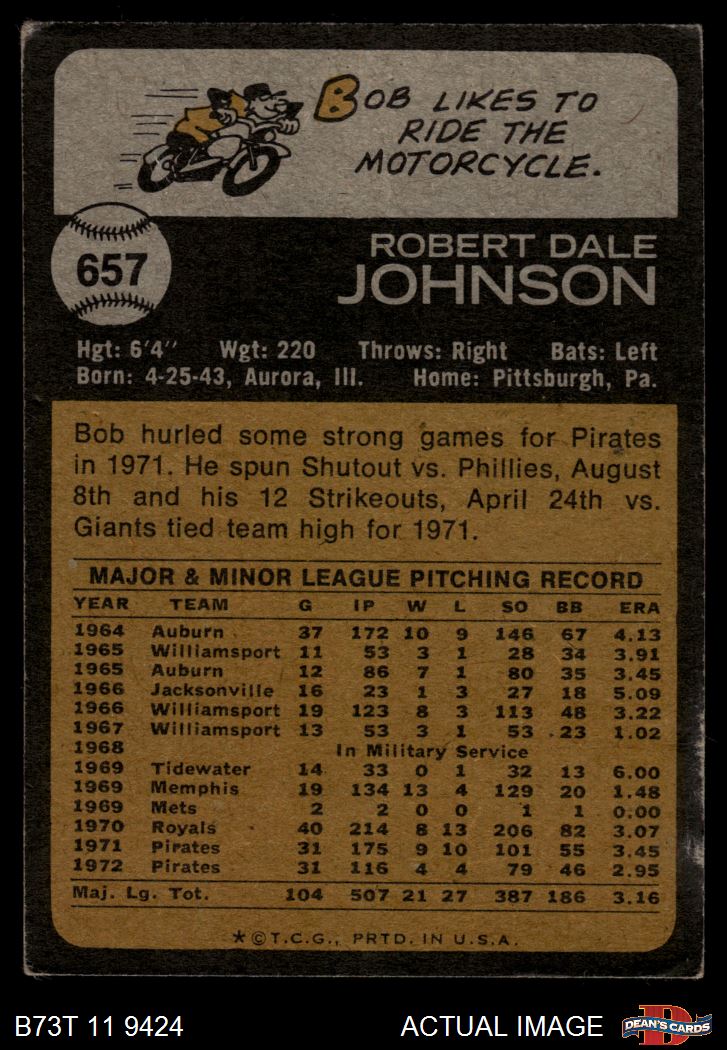 BOB LIKES TO
RIDE THE
MOTORCYCLE.
657
ROBERT DALE
JOHNSON
Hgt: 6'4" Wgt: 220 Throws: Right Bats: Left
Born: 4-25-43, Aurora, Ill. Home: Pittsburgh, Pa.
Bob hurled some strong games for Pirates
in 1971. He spun Shutout vs. Phillies, August
8th and his 12 Strikeouts, April 24th vs.
Giants tied team high for 1971.
MAJOR & MINOR LEAGUE PITCHING RECORD
YEAR TEAM G IP W L SO BB ERA
1964 Auburn 37 172 10 9 146 67 4.13
1965 Williamsport 11 53 3 1 28 34 3.91
1965 Auburn 12 86 7 1 80 35 3.45
1966 Jacksonville 16 23 1 3 27 18 5.09
1966 Williamsport 19 123 8 3 113 48 3.22
1967 Williamsport 13 53 3 1 53 23 1.02
1968 In Military Service
1969 Tidewater 14 33 0 1 32 13 6.00
1969 Memphis 19 134 13 4 129 20 1.48
1969 Mets 2 2 0 0 1 1 0.00
1970 Royals 40 214 8 13 206 82 3.07
1971 Pirates 31 175 9 10 101 55 3.45
1972 Pirates 31 116 4 4 79 46 2.95
Maj. Lg. Tot. 104 507 21 27 387 186 3.16
*©T.C.G., PRTD. IN U.S.A.
B73T 11 9424 ACTUAL IMAGE
D
DEAN'S CARDS